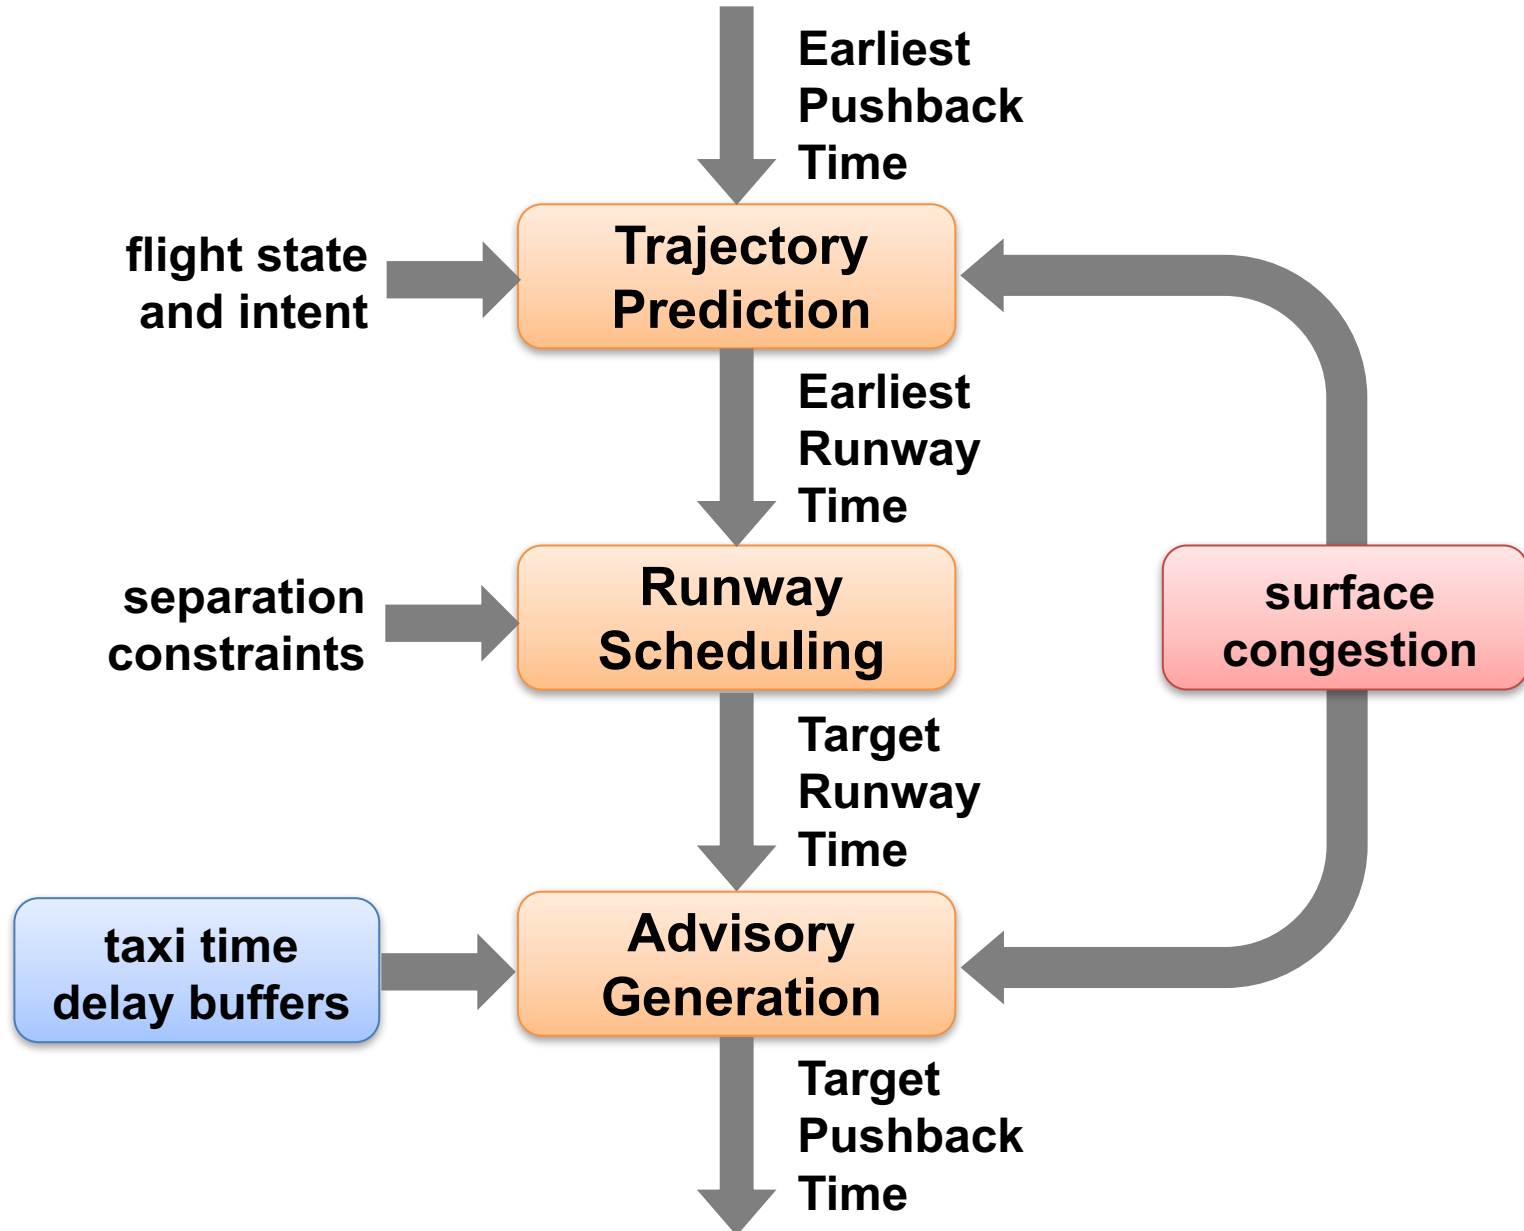 Earliest
Pushback
Time
flight state
and intent
Trajectory
Prediction
Earliest
Runway
Time
separation
constraints
Runway
Scheduling
surface
congestion
Target
Runway
Time
taxi time
delay buffers
Advisory
Generation
Target
Pushback
Time